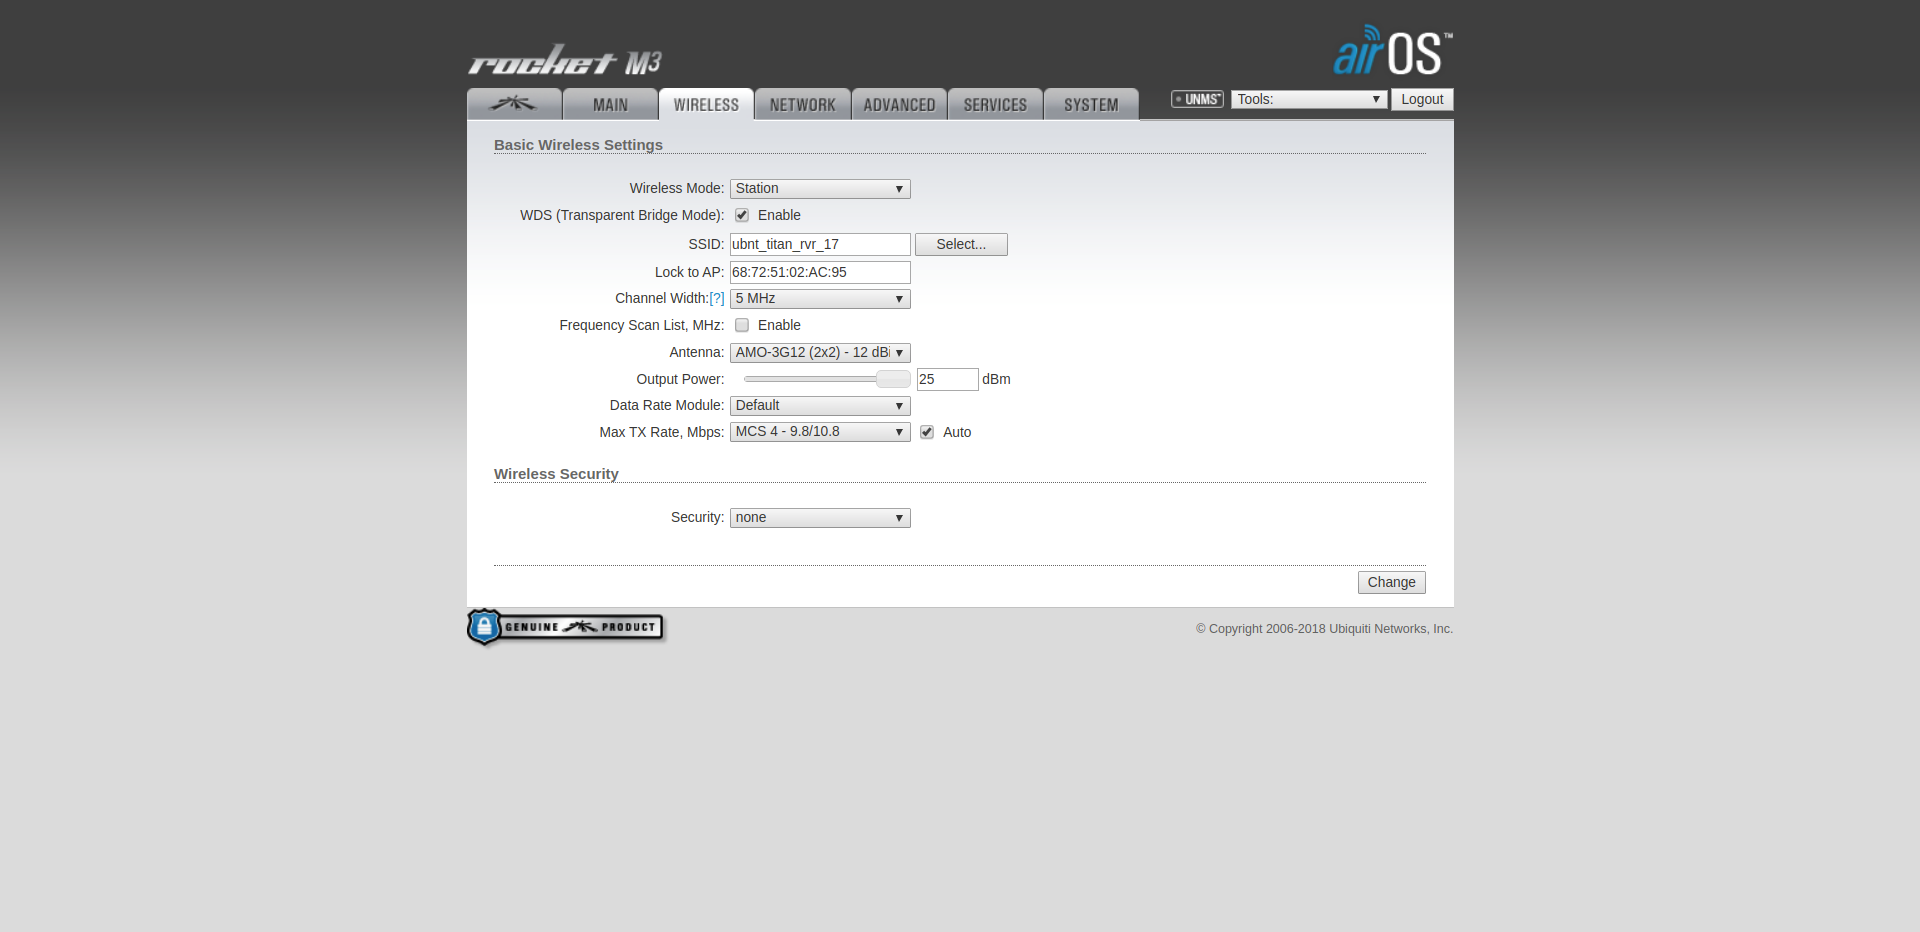 rocket M3
airOS™
MAIN WIRELESS NETWORK ADVANCED SERVICES SYSTEM UNMS™ Tools: Logout
Basic Wireless Settings
Wireless Mode: Station
WDS (Transparent Bridge Mode): Enable
SSID: ubnt_titan_rvr_17 Select...
Lock to AP: 68:72:51:02:AC:95
Channel Width:[?] 5 MHz
Frequency Scan List, MHz: Enable
Antenna: AMO-3G12 (2x2) - 12 dBi
Output Power: 25 dBm
Data Rate Module: Default
Max TX Rate, Mbps: MCS 4 - 9.8/10.8 Auto
Wireless Security
Security: none
Change
GENUINE PRODUCT
© Copyright 2006-2018 Ubiquiti Networks, Inc.